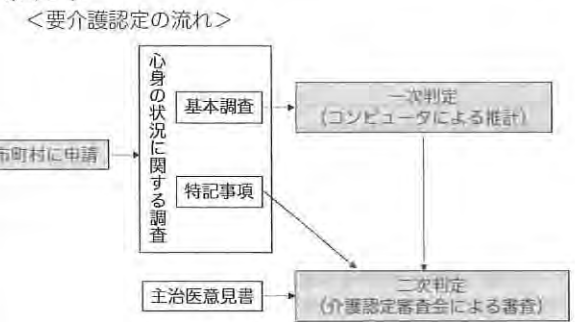 ＜要介護認定の流れ＞
心身の状況に関する調査
基本調査
一次判定
（コンピュータによる推計）
市町村に申請
特記事項
主治医意見書
二次判定
（介護認定審査会による審査）